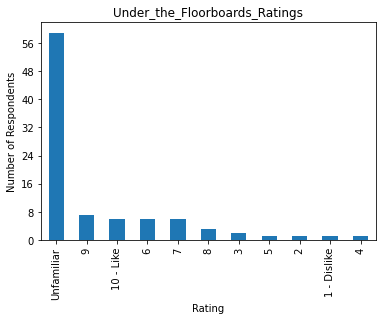 Under_the_Floorboards_Ratings
Number of Respondents
56
48
40
32
24
16
8
0
Unfamiliar
9
10 - Like
6
7
8
3
5
2
1 - Dislike
4
Rating